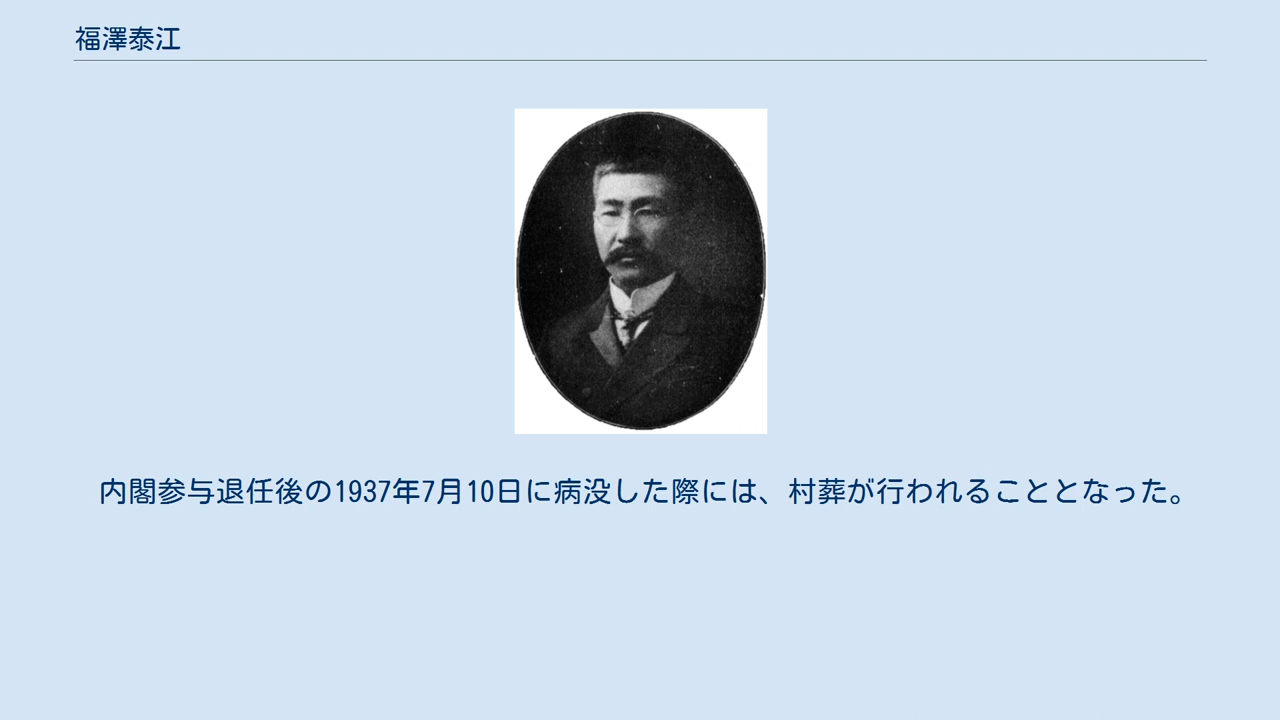 福澤泰江
内閣参与退任後の1937年7月10日に病没した際には、村葬が行われることとなった。